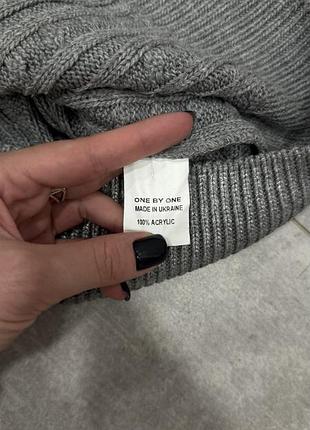 ONE BY ONE
MADE IN UKRAINE
100% ACRYLIC